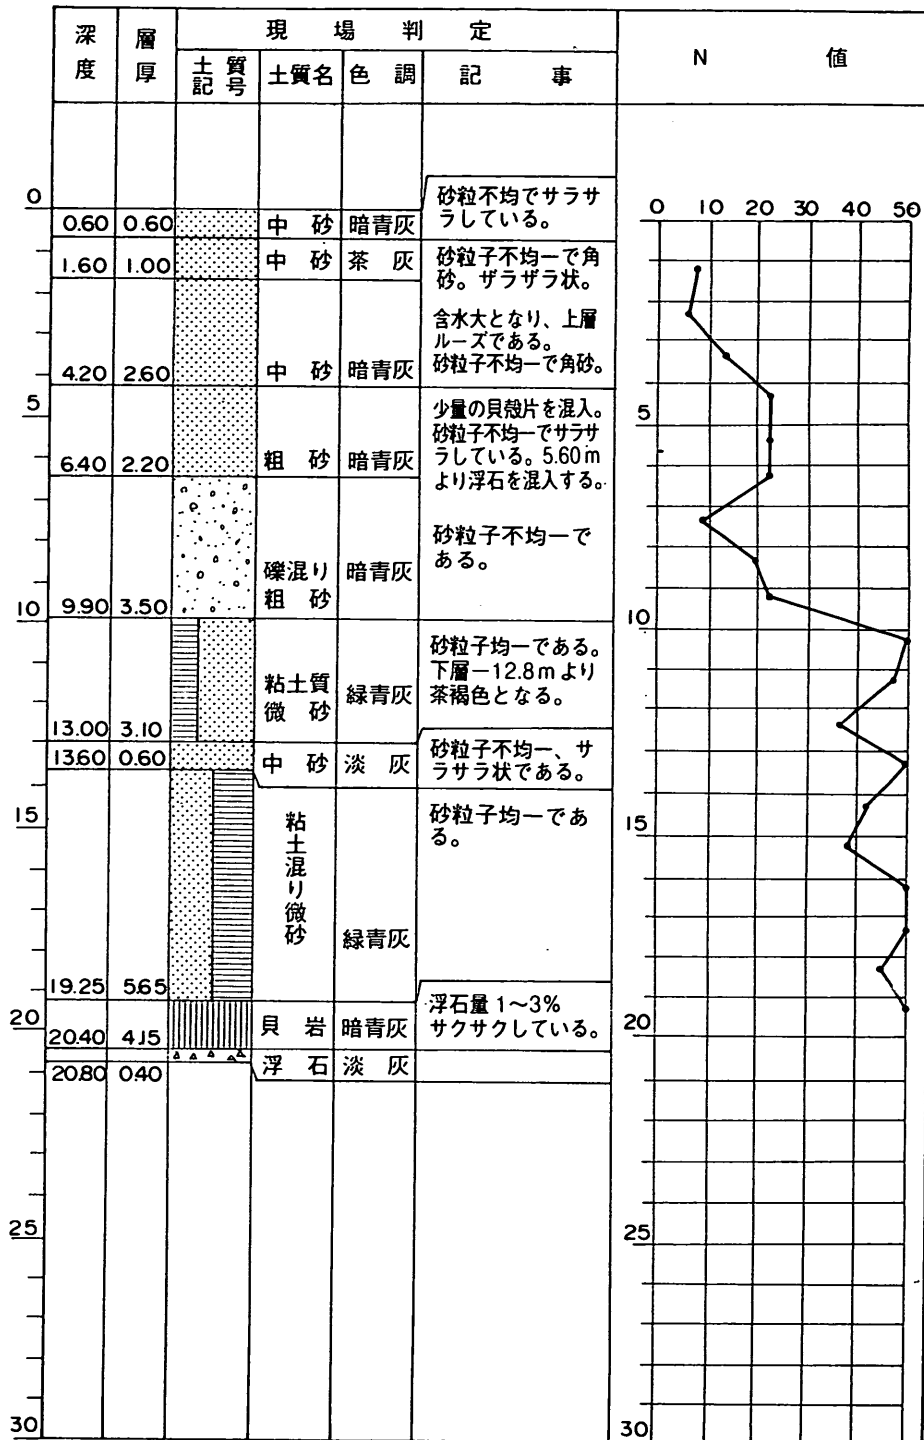 深度
層厚
現場判定
土質記号
土質名
色調
記事
N値
0
0.60 0.60 中砂 暗青灰
砂粒不均でサラサ
ラしている。
1.60 1.00 中砂 茶灰
砂粒子不均一で角
砂。ザラザラ状。
4.20 2.60 中砂 暗青灰
含水大となり、上層
ルーズである。
砂粒子不均一で角砂。
5
6.40 2.20 粗砂 暗青灰
少量の貝殻片を混入。
砂粒子不均一でサラサ
ラしている。5.60m
より浮石を混入する。
9.90 3.50
礫混り
粗砂
暗青灰
砂粒子不均一で
ある。
10
13.00 3.10
粘土質
微砂
緑青灰
砂粒子均一である。
下層−12.8mより
茶褐色となる。
13.60 0.60 中砂 淡灰
砂粒子不均一、サ
ラサラ状である。
15
19.25 5.65
粘土混り微砂
緑青灰
砂粒子均一であ
る。
20
20.40 4.15 貝岩 暗青灰
浮石量1〜3%
サクサクしている。
20.80 0.40 浮石 淡灰
25
30
0 10 20 30 40 50
5
10
15
20
25
30